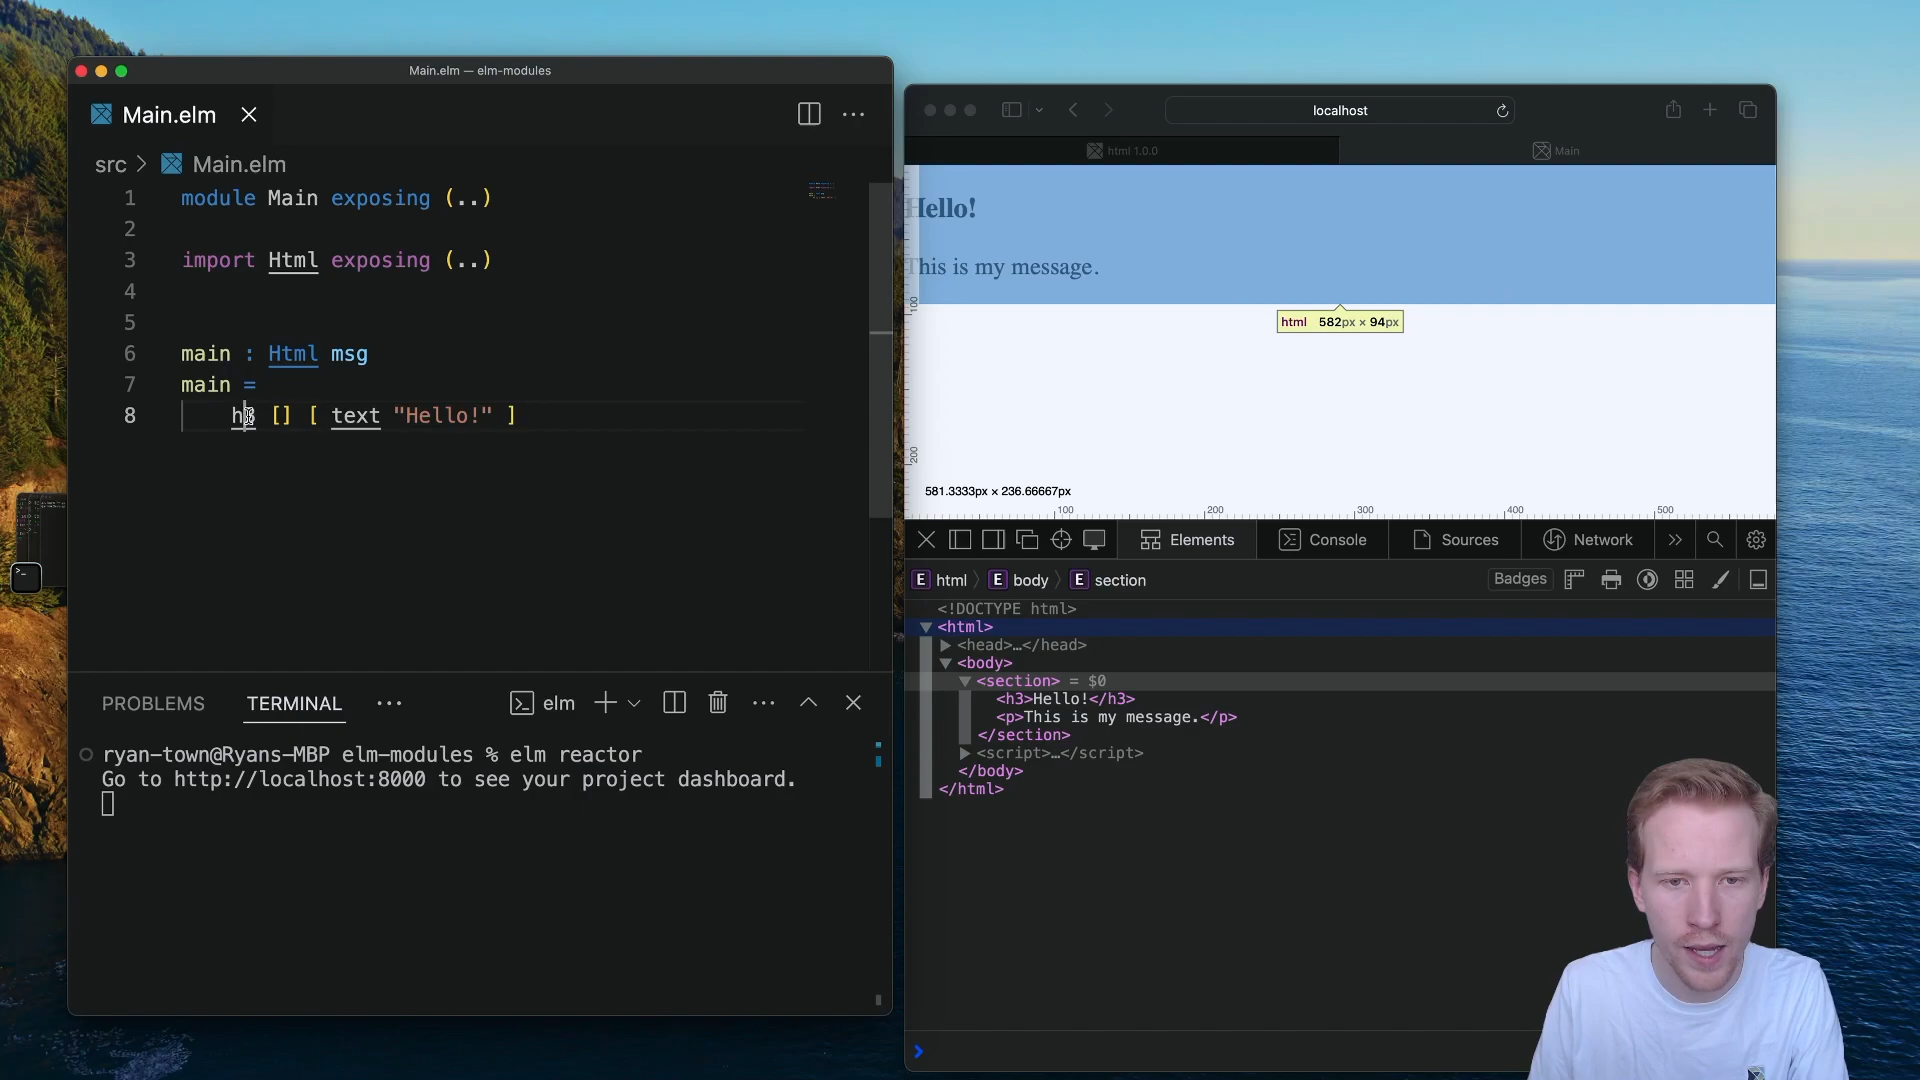 Main.elm — elm-modules
Main.elm
src > Main.elm
1 module Main exposing (..)
2
3 import Html exposing (..)
4
5
6 main : Html msg
7 main =
8 h3 [] [ text "Hello!" ]
PROBLEMS TERMINAL elm
ryan-town@Ryans-MBP elm-modules % elm reactor
Go to http://localhost:8000 to see your project dashboard.
localhost
html 1.0.0 Main
Hello!
This is my message.
100
html 582px × 94px
200
581.3333px × 236.66667px
100 200 300 400 500
Elements Console Sources Network
E html E body E section Badges
<!DOCTYPE html>
<html>
<head>…</head>
<body>
<section> = $0
<h3>Hello!</h3>
<p>This is my message.</p>
</section>
<script>…</script>
</body>
</html>